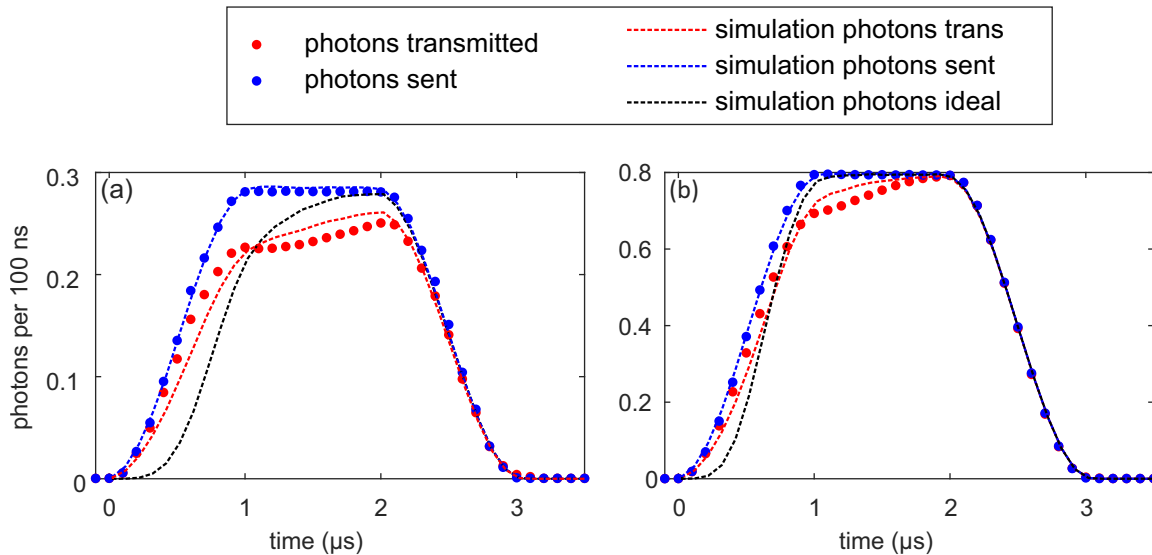 photons transmitted
photons sent
simulation photons trans
simulation photons sent
simulation photons ideal
photons per 100 ns
(a)
0.3
0.2
0.1
0
0 1 2 3
time (µs)
(b)
0.8
0.6
0.4
0.2
0
0 1 2 3
time (µs)